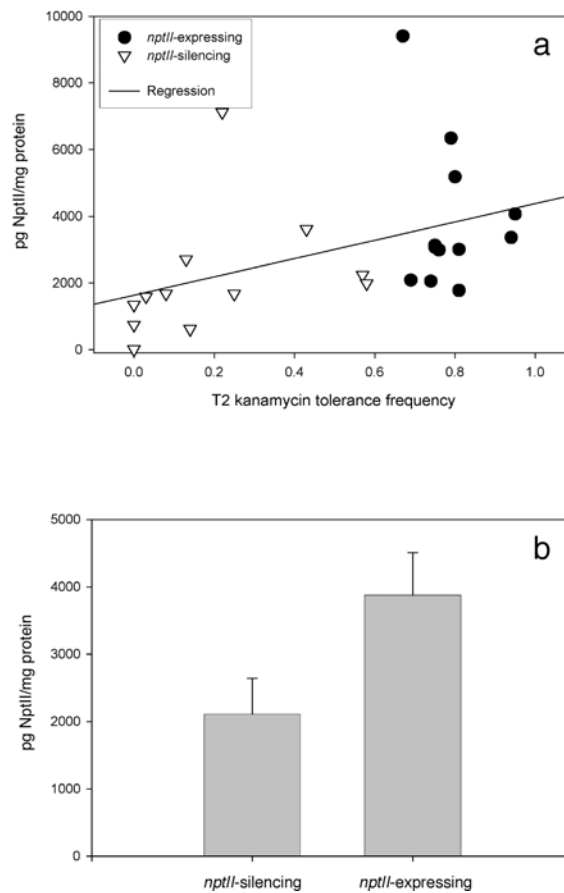 10000
8000
6000
4000
2000
0
pg NptII/mg protein
nptII-expressing
nptII-silencing
Regression
a
0.0 0.2 0.4 0.6 0.8 1.0
T2 kanamycin tolerance frequency
5000
4000
3000
2000
1000
0
pg NptII/mg protein
b
nptII-silencing nptII-expressing